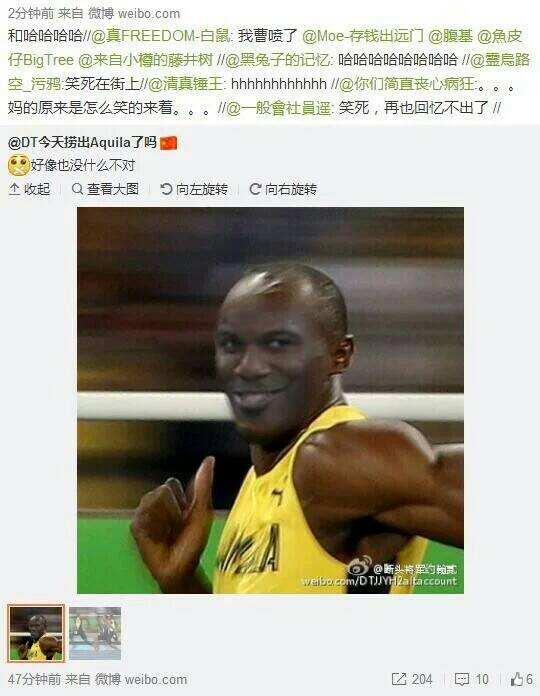 2分钟前 来自 微博 weibo.com
和哈哈哈哈//@真FREEDOM-白鼠: 我曹喷了 @Moe-存钱出远门 @腹基 @魚皮
仔BigTree @来自小樽的藤井树 //@黑兔子的记忆: 哈哈哈哈哈哈哈哈 //@靈烏路
空_污鸦:笑死在街上//@清真锤王: hhhhhhhhhhhh //@你们简直丧心病狂:。。。
妈的原来是怎么笑的来着。。。//@一般會社員遥: 笑死，再也回忆不出了 //
@DT今天捞出Aquila了吗
好像也没什么不对
收起 查看大图 向左旋转 向右旋转
@断头将军约翰贰
weibo.com/DTJJYH2altaccount
47分钟前 来自 微博 weibo.com 204 10 6